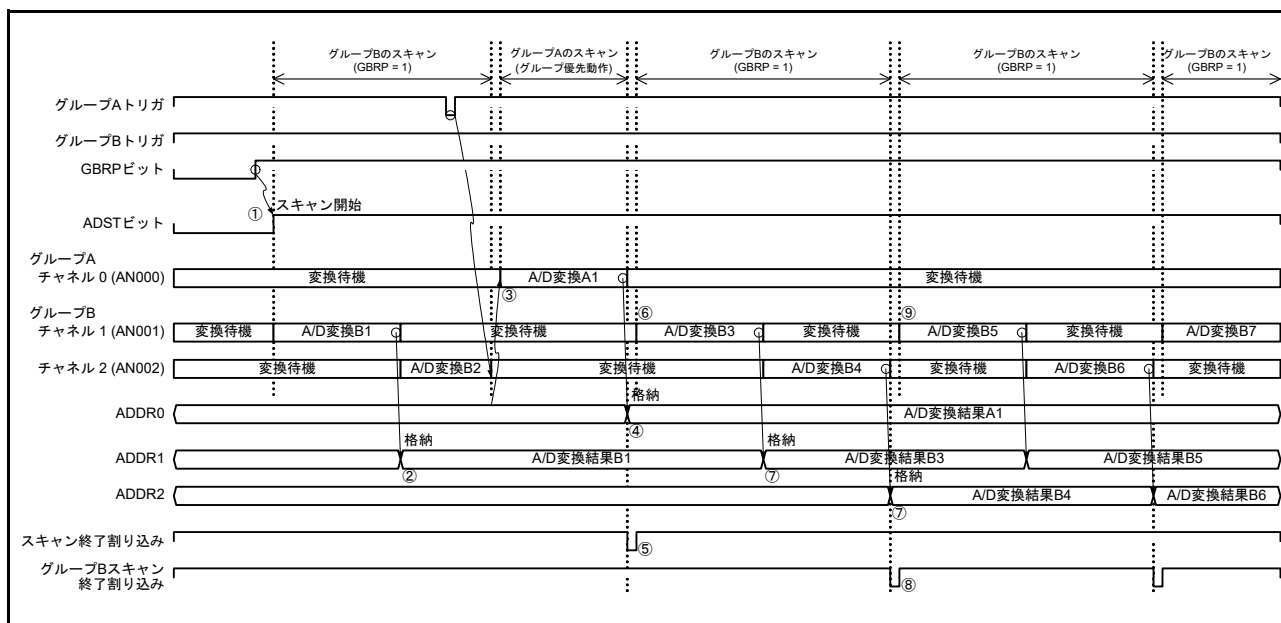 グループBのスキャン
(GBRP = 1)
グループAのスキャン
(グループ優先動作)
グループBのスキャン
(GBRP = 1)
グループBのスキャン
(GBRP = 1)
グループBのスキャン
(GBRP = 1)
グループAトリガ
グループBトリガ
GBRPビット
① スキャン開始
ADSTビット
グループA
チャネル 0 (AN000) 変換待機 A/D変換A1 変換待機
③
グループB ⑥ ⑨
チャネル 1 (AN001) 変換待機 A/D変換B1 変換待機 A/D変換B3 変換待機 A/D変換B5 変換待機 A/D変換B7
チャネル 2 (AN002) 変換待機 A/D変換B2 変換待機 A/D変換B4 変換待機 A/D変換B6 変換待機
格納
ADDR0 A/D変換結果A1
④
格納 格納
ADDR1 A/D変換結果B1 A/D変換結果B3 A/D変換結果B5
② ⑦
格納
ADDR2 A/D変換結果B4 A/D変換結果B6
⑦
スキャン終了割り込み ⑤
グループBスキャン
終了割り込み ⑧